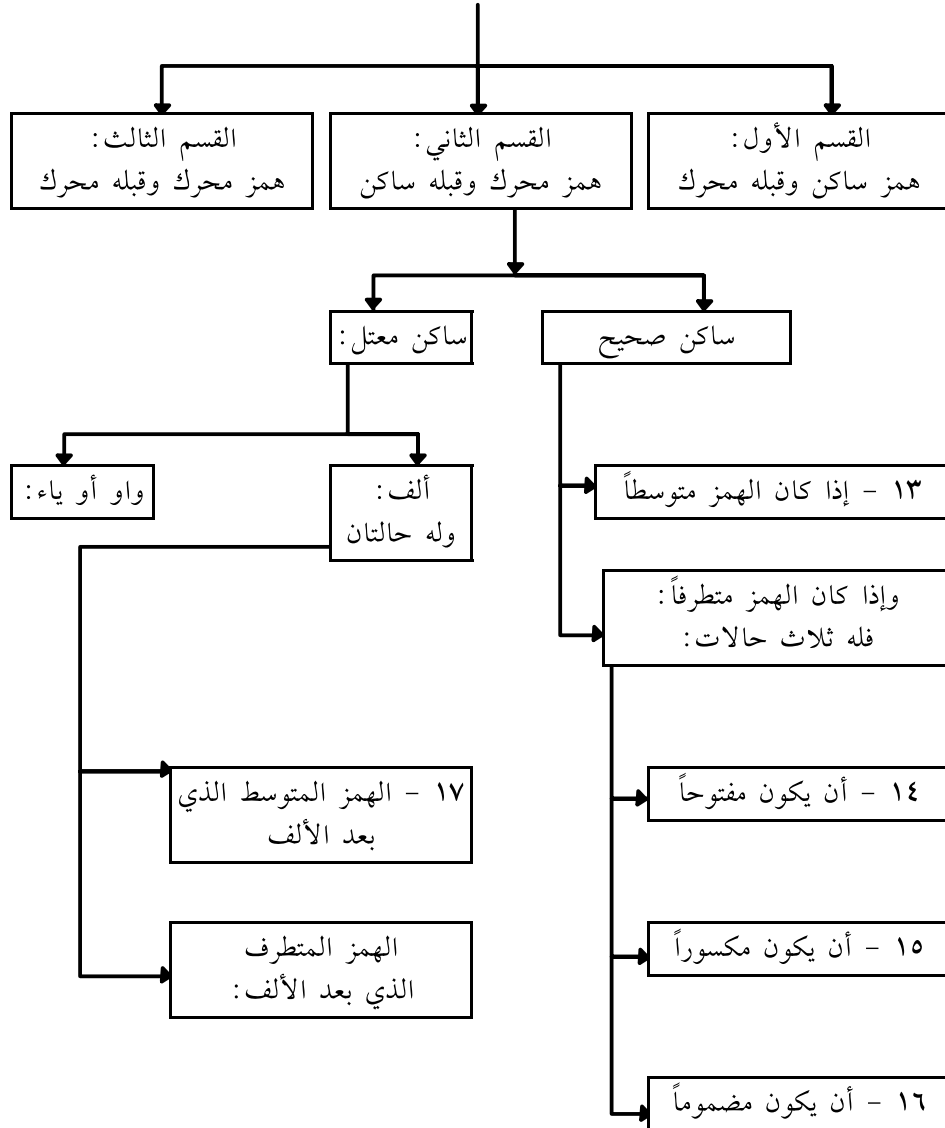 القسم الأول:
همز ساكن وقبله محرك
القسم الثاني:
همز محرك وقبله ساكن
القسم الثالث:
همز محرك وقبله محرك
ساكن صحيح
ساكن معتل:
١٣ – إذا كان الهمز متوسطاً
وإذا كان الهمز متطرفاً:
فله ثلاث حالات:
١٤ – أن يكون مفتوحاً
١٥ – أن يكون مكسوراً
١٦ – أن يكون مضموماً
ألف:
وله حالتان
واو أو ياء:
١٧ – الهمز المتوسط الذي
بعد الألف
الهمز المتطرف
الذي بعد الألف: